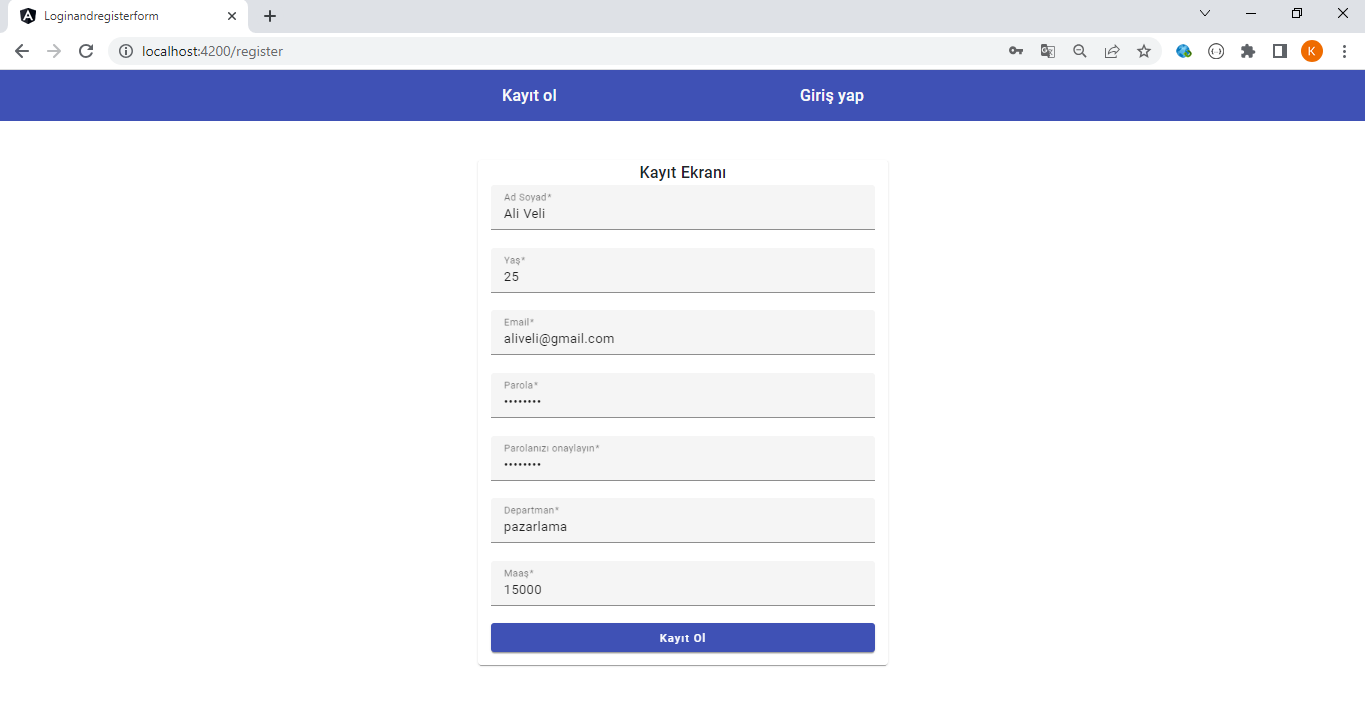 Loginandregisterform
localhost:4200/register
K
Kayıt ol
Giriş yap
Kayıt Ekranı
Ad Soyad*
Ali Veli
Yaş*
25
Email*
aliveli@gmail.com
Parola*
••••••••
Parolanızı onaylayın*
••••••••
Departman*
pazarlama
Maaş*
15000
Kayıt Ol